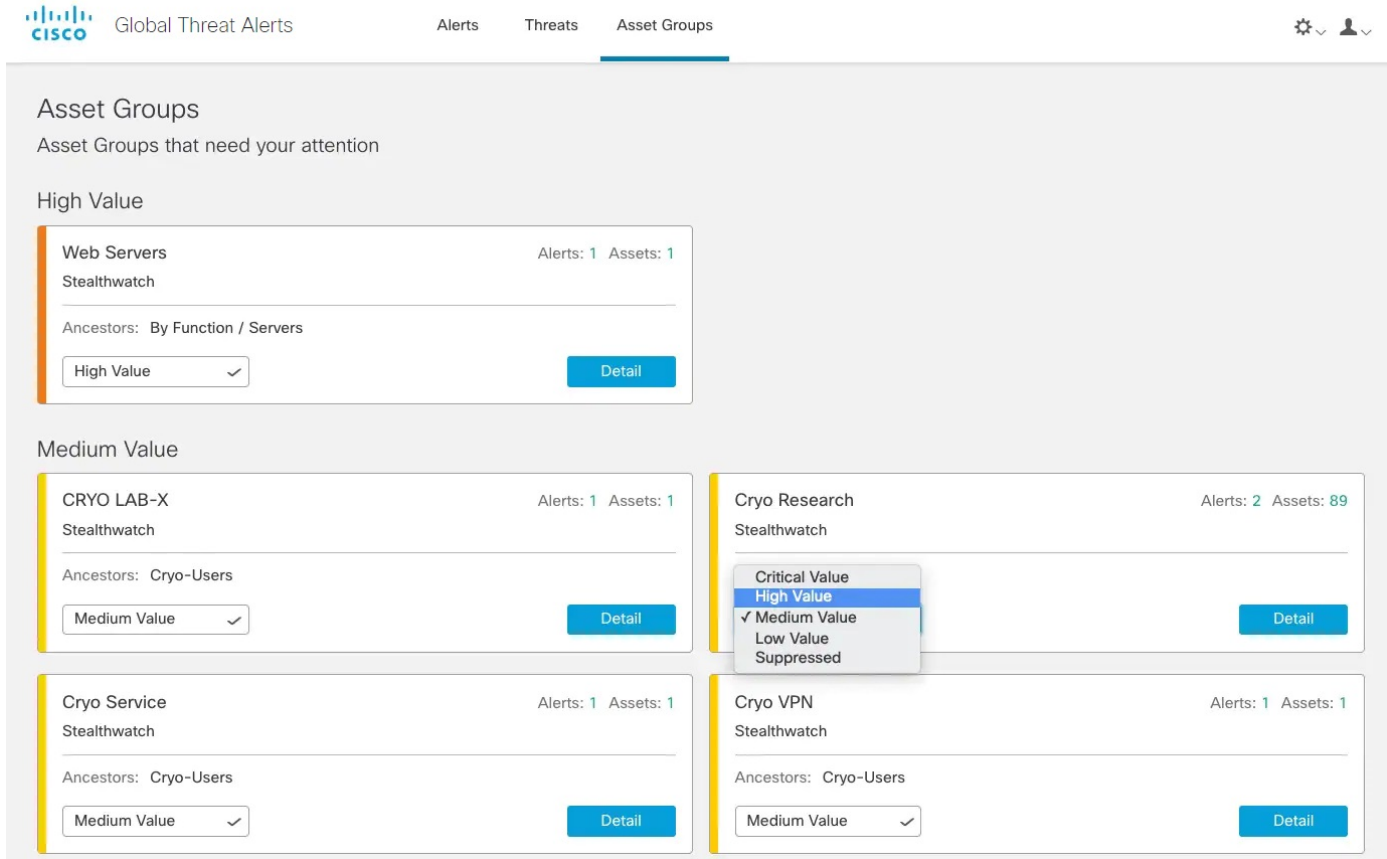 CISCO Global Threat Alerts Alerts Threats Asset Groups
Asset Groups
Asset Groups that need your attention
High Value
Web Servers Alerts: 1 Assets: 1
Stealthwatch
Ancestors: By Function / Servers
High Value Detail
Medium Value
CRYO LAB-X Alerts: 1 Assets: 1
Stealthwatch
Ancestors: Cryo-Users
Medium Value Detail
Cryo Research Alerts: 2 Assets: 89
Stealthwatch
Critical Value
High Value
✓ Medium Value
Low Value
Suppressed
Detail
Cryo Service Alerts: 1 Assets: 1
Stealthwatch
Ancestors: Cryo-Users
Medium Value Detail
Cryo VPN Alerts: 1 Assets: 1
Stealthwatch
Ancestors: Cryo-Users
Medium Value Detail